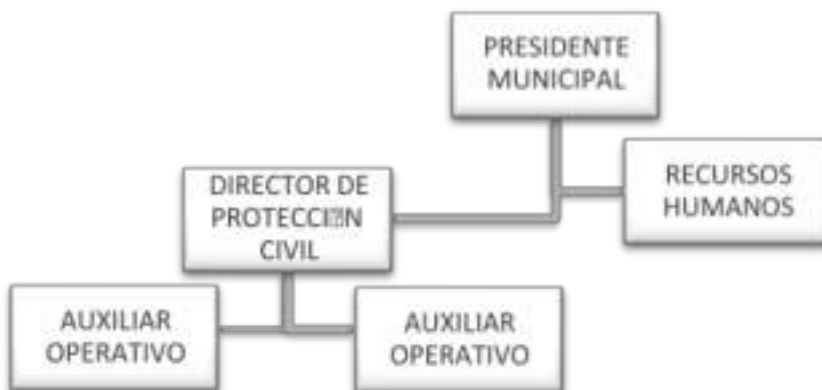 PRESIDENTE
MUNICIPAL
RECURSOS
HUMANOS
DIRECTOR DE
PROTECCI⍰N
CIVIL
AUXILIAR
OPERATIVO
AUXILIAR
OPERATIVO